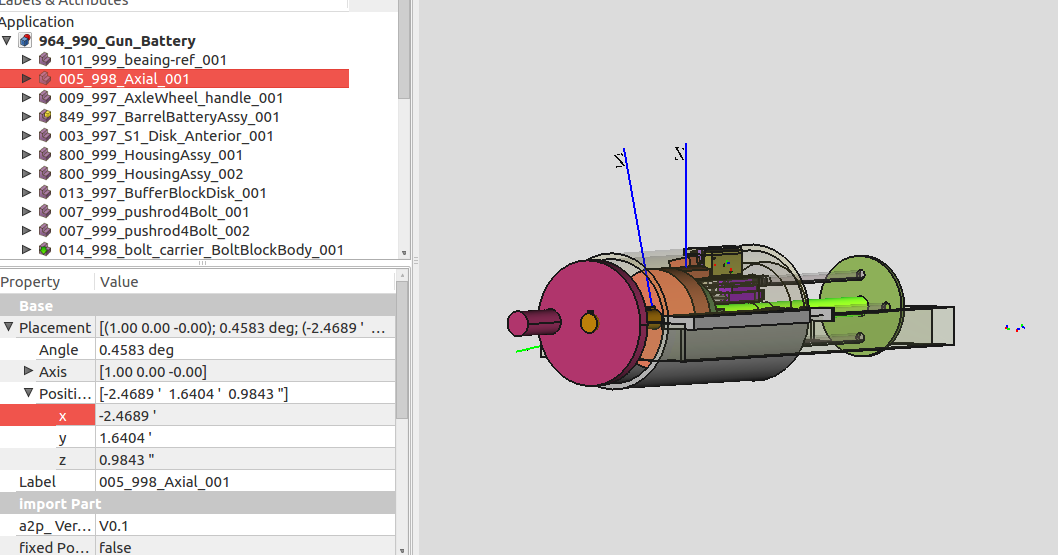 Labels & Attributes
Application
964_990_Gun_Battery
101_999_beaing-ref_001
005_998_Axial_001
009_997_AxleWheel_handle_001
849_997_BarrelBatteryAssy_001
003_997_S1_Disk_Anterior_001
800_999_HousingAssy_001
800_999_HousingAssy_002
013_997_BufferBlockDisk_001
007_999_pushrod4Bolt_001
007_999_pushrod4Bolt_002
014_998_bolt_carrier_BoltBlockBody_001
Property Value
Base
Placement [(1.00 0.00 -0.00); 0.4583 deg; (-2.4689 ' ...
Angle 0.4583 deg
Axis [1.00 0.00 -0.00]
Positi... [-2.4689 ' 1.6404 ' 0.9843 "]
x -2.4689 '
y 1.6404 '
z 0.9843 "
Label 005_998_Axial_001
import Part
a2p_ Ver... V0.1
fixed Po... false